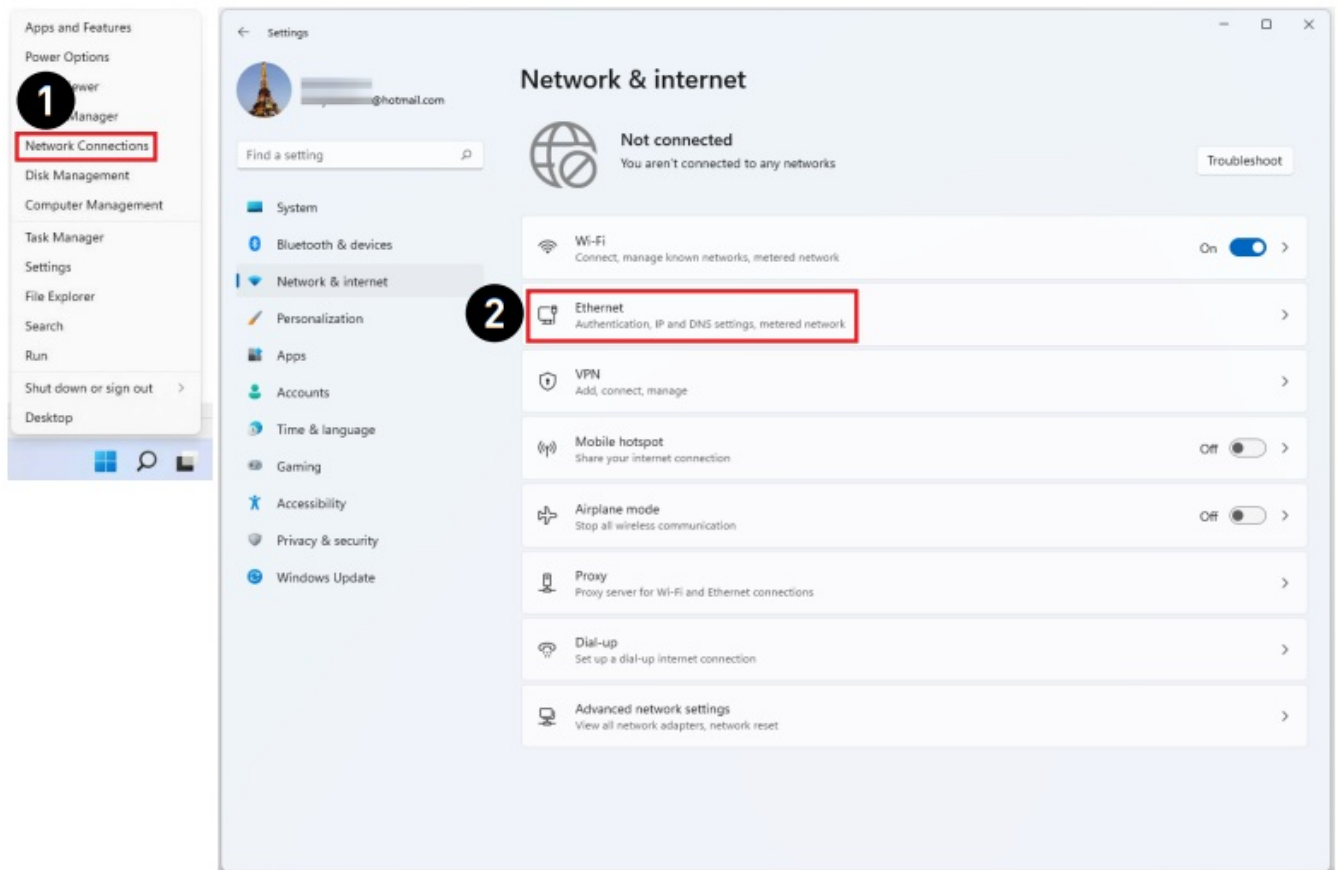 Apps and Features
Power Options
ewer
1
Manager
Network Connections
Disk Management
Computer Management
Task Manager
Settings
File Explorer
Search
Run
Shut down or sign out
Desktop
Settings
@hotmail.com
Find a setting
System
Bluetooth & devices
Network & internet
Personalization
Apps
Accounts
Time & language
Gaming
Accessibility
Privacy & security
Windows Update
Network & internet
Not connected
You aren't connected to any networks
Troubleshoot
Wi-Fi
Connect, manage known networks, metered network
On
2
Ethernet
Authentication, IP and DNS settings, metered network
VPN
Add, connect, manage
Mobile hotspot
Share your internet connection
Off
Airplane mode
Stop all wireless communication
Off
Proxy
Proxy server for Wi-Fi and Ethernet connections
Dial-up
Set up a dial-up internet connection
Advanced network settings
View all network adapters, network reset